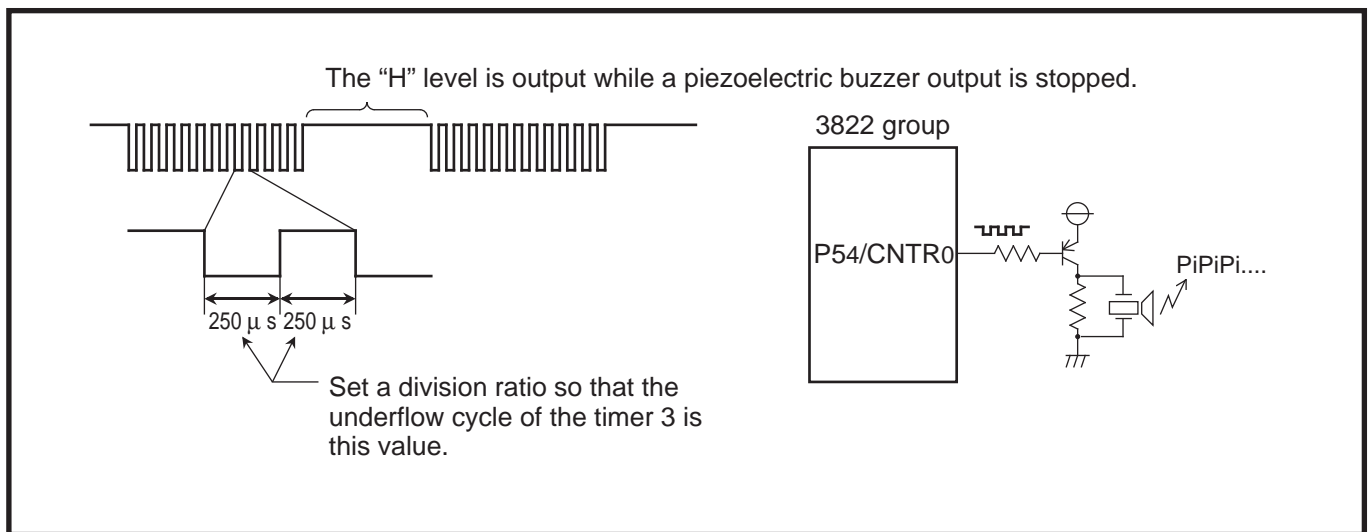 The “H” level is output while a piezoelectric buzzer output is stopped.
3822 group
P54/CNTR0
PiPiPi....
250 μ s 250 μ s
Set a division ratio so that the
underflow cycle of the timer 3 is
this value.